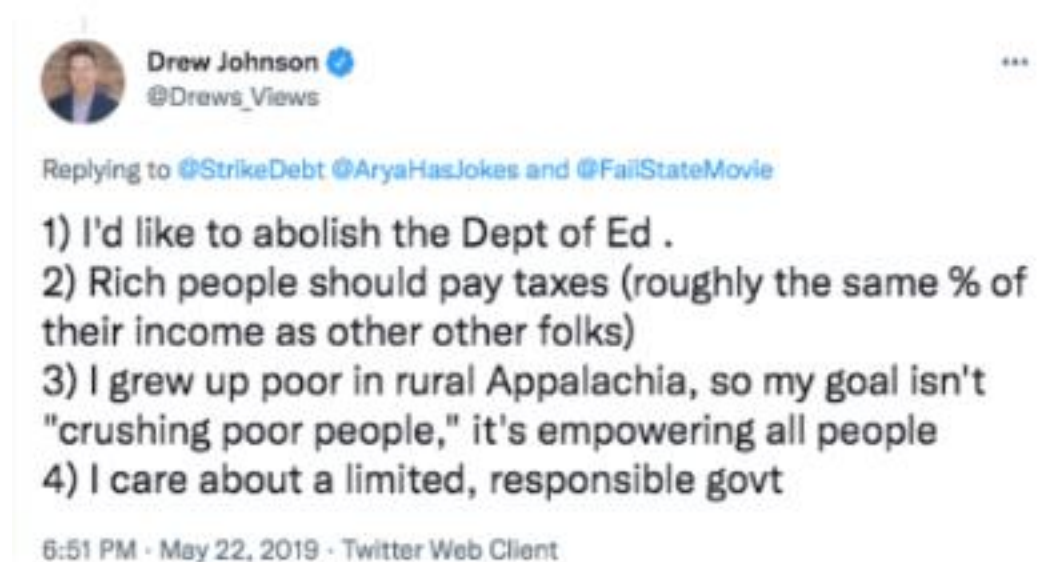 Drew Johnson
@Drews_Views
Replying to @StrikeDebt @AryaHasJokes and @FailStateMovie
1) I'd like to abolish the Dept of Ed .
2) Rich people should pay taxes (roughly the same % of
their income as other other folks)
3) I grew up poor in rural Appalachia, so my goal isn't
"crushing poor people," it's empowering all people
4) I care about a limited, responsible govt
6:51 PM · May 22, 2019 · Twitter Web Client